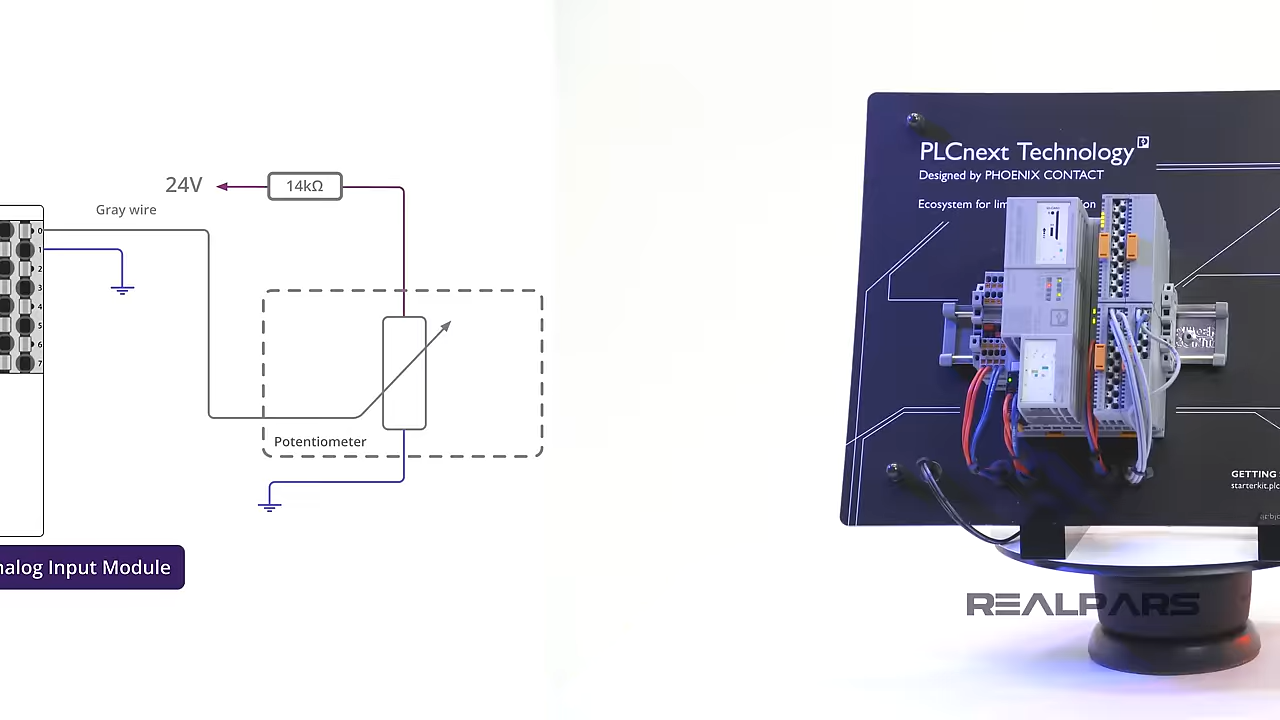 24V
14kΩ
Gray wire
0
1
2
3
4
5
6
7
Potentiometer
nalog Input Module
PLCnext Technology
Designed by PHOENIX CONTACT
Ecosystem for lim
on
GETTING
starterkit.plc
REALPARS